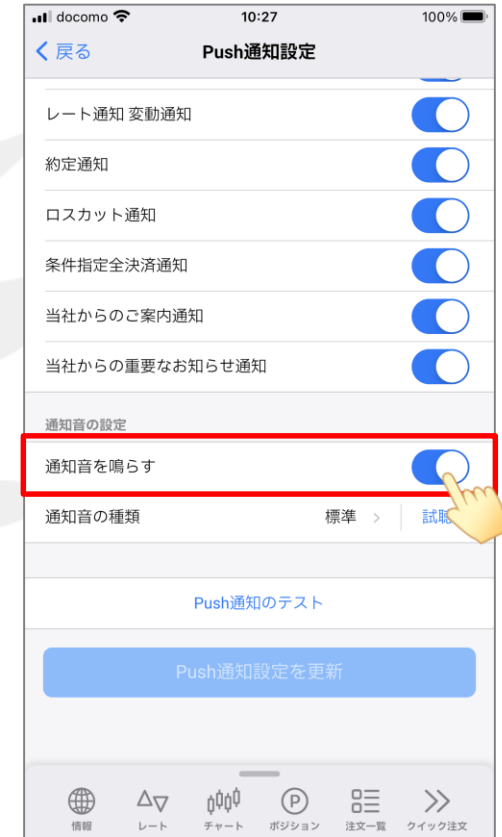 docomo 10:27 100%
戻る Push通知設定
レート通知 変動通知
約定通知
ロスカット通知
条件指定全決済通知
当社からのご案内通知
当社からの重要なお知らせ通知
通知音の設定
通知音を鳴らす
通知音の種類 標準 > 試聴
Push通知のテスト
Push通知設定を更新
P
情報 レート チャート ポジション 注文一覧 クイック注文